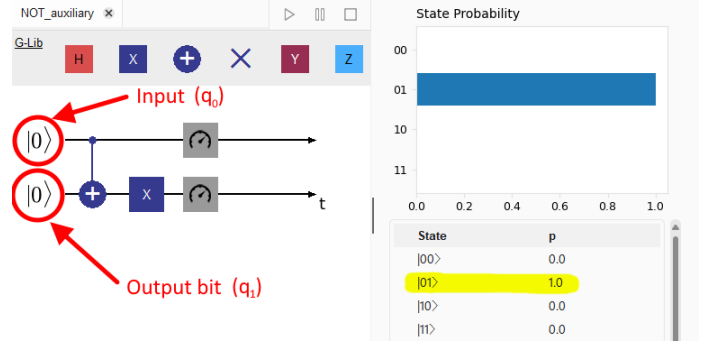 NOT_auxiliary ×
G-Lib
H X Y Z
Input (q₀)
|0⟩
|0⟩
X
t
Output bit (q₁)
State Probability
00
01
10
11
0.0 0.2 0.4 0.6 0.8 1.0
State p
|00⟩ 0.0
|01⟩ 1.0
|10⟩ 0.0
|11⟩ 0.0